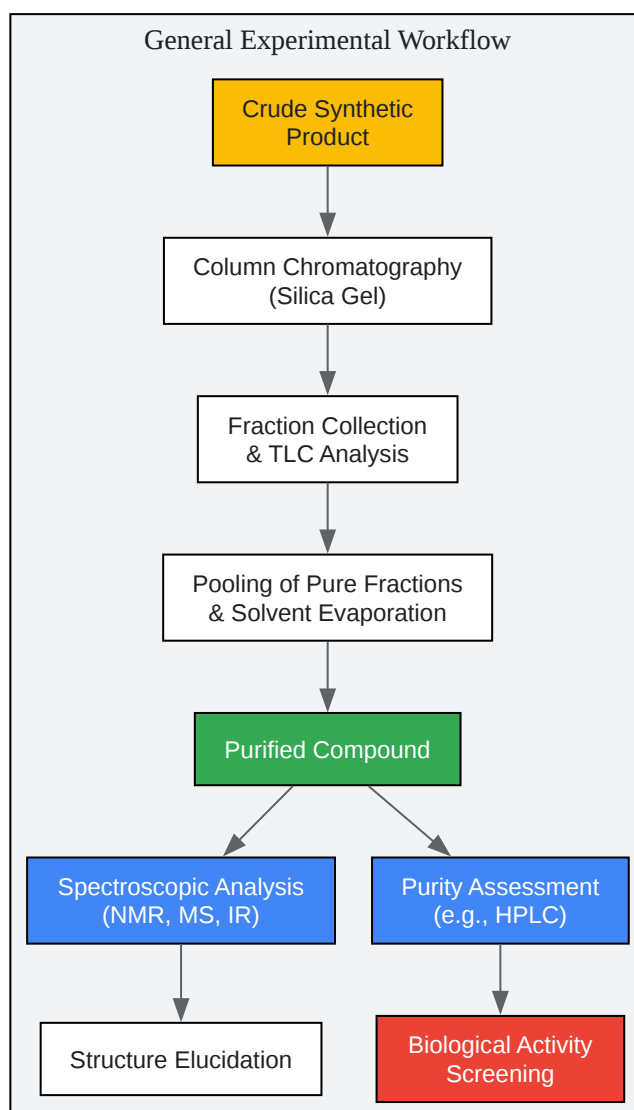 General Experimental Workflow
Crude Synthetic
Product
Column Chromatography
(Silica Gel)
Fraction Collection
& TLC Analysis
Pooling of Pure Fractions
& Solvent Evaporation
Purified Compound
Spectroscopic Analysis
(NMR, MS, IR)
Purity Assessment
(e.g., HPLC)
Structure Elucidation
Biological Activity
Screening